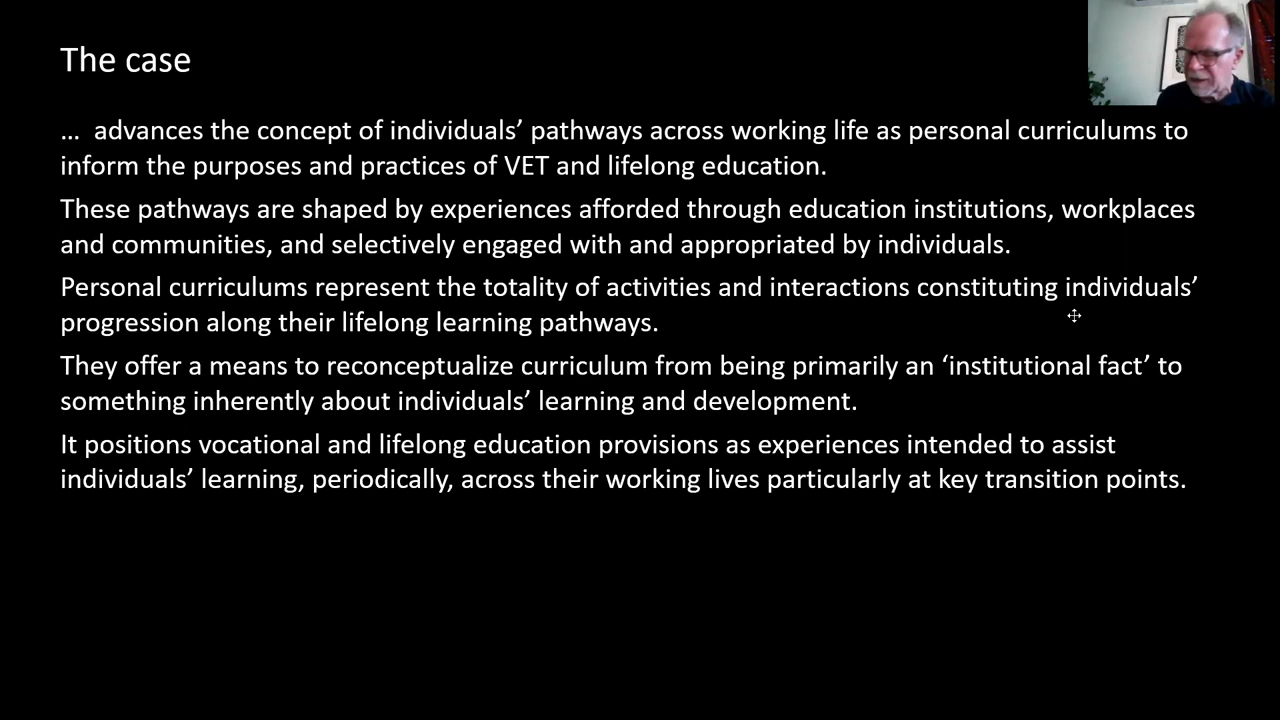 The case
… advances the concept of individuals’ pathways across working life as personal curriculums to
inform the purposes and practices of VET and lifelong education.
These pathways are shaped by experiences afforded through education institutions, workplaces
and communities, and selectively engaged with and appropriated by individuals.
Personal curriculums represent the totality of activities and interactions constituting individuals’
progression along their lifelong learning pathways.
They offer a means to reconceptualize curriculum from being primarily an ‘institutional fact’ to
something inherently about individuals’ learning and development.
It positions vocational and lifelong education provisions as experiences intended to assist
individuals’ learning, periodically, across their working lives particularly at key transition points.